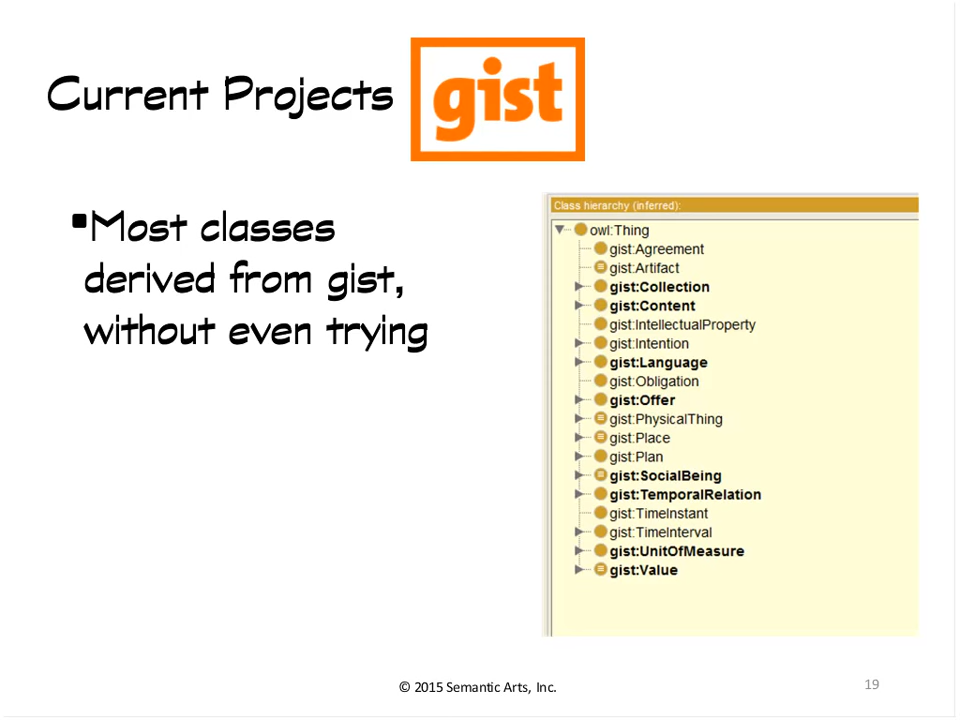 Current Projects
gist
▪Most classes
derived from gist,
without even trying
Class hierarchy (inferred):
owl:Thing
gist:Agreement
gist:Artifact
gist:Collection
gist:Content
gist:IntellectualProperty
gist:Intention
gist:Language
gist:Obligation
gist:Offer
gist:PhysicalThing
gist:Place
gist:Plan
gist:SocialBeing
gist:TemporalRelation
gist:TimeInstant
gist:TimeInterval
gist:UnitOfMeasure
gist:Value
© 2015 Semantic Arts, Inc.
19